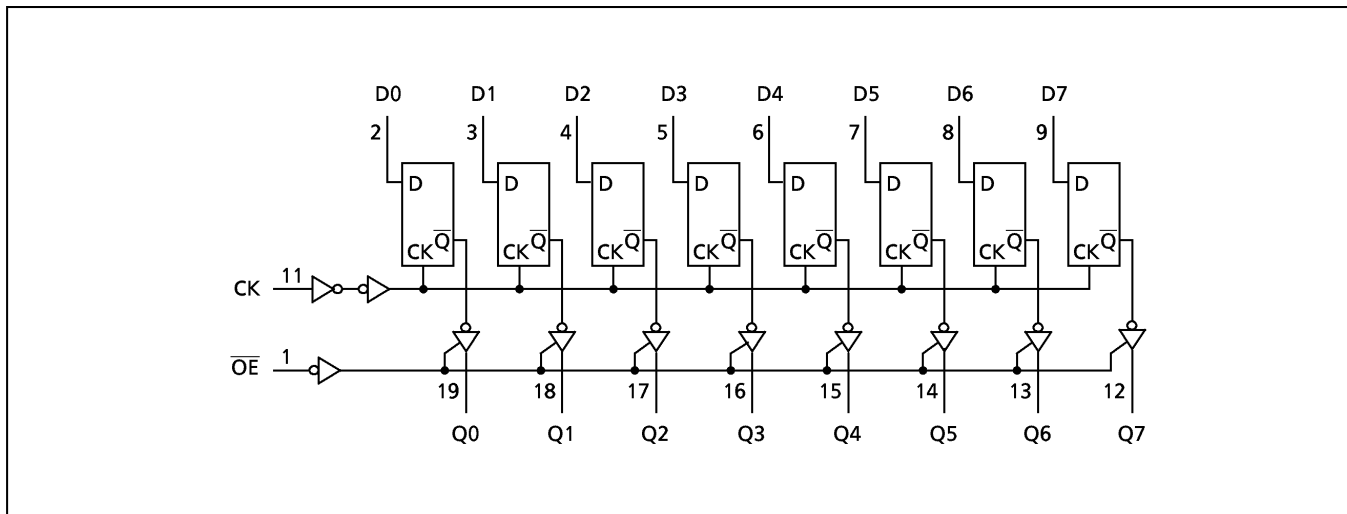 D0 D1 D2 D3 D4 D5 D6 D7
2 3 4 5 6 7 8 9
D D D D D D D D
Q̅ Q̅ Q̅ Q̅ Q̅ Q̅ Q̅ Q̅
CK CK CK CK CK CK CK CK
CK 11
O̅E̅ 1
19 18 17 16 15 14 13 12
Q0 Q1 Q2 Q3 Q4 Q5 Q6 Q7